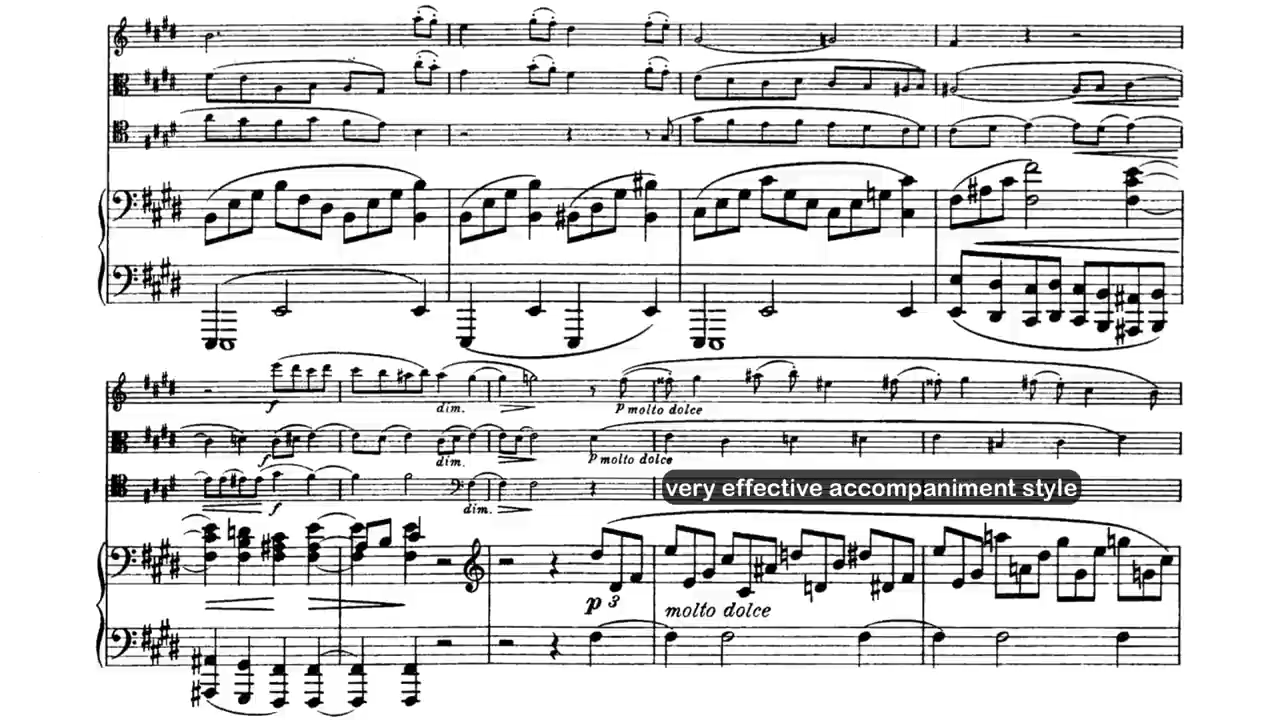 f
dim.
p molto dolce
f
dim.
p molto dolce
very effective accompaniment style
f
dim.
p 3
molto dolce